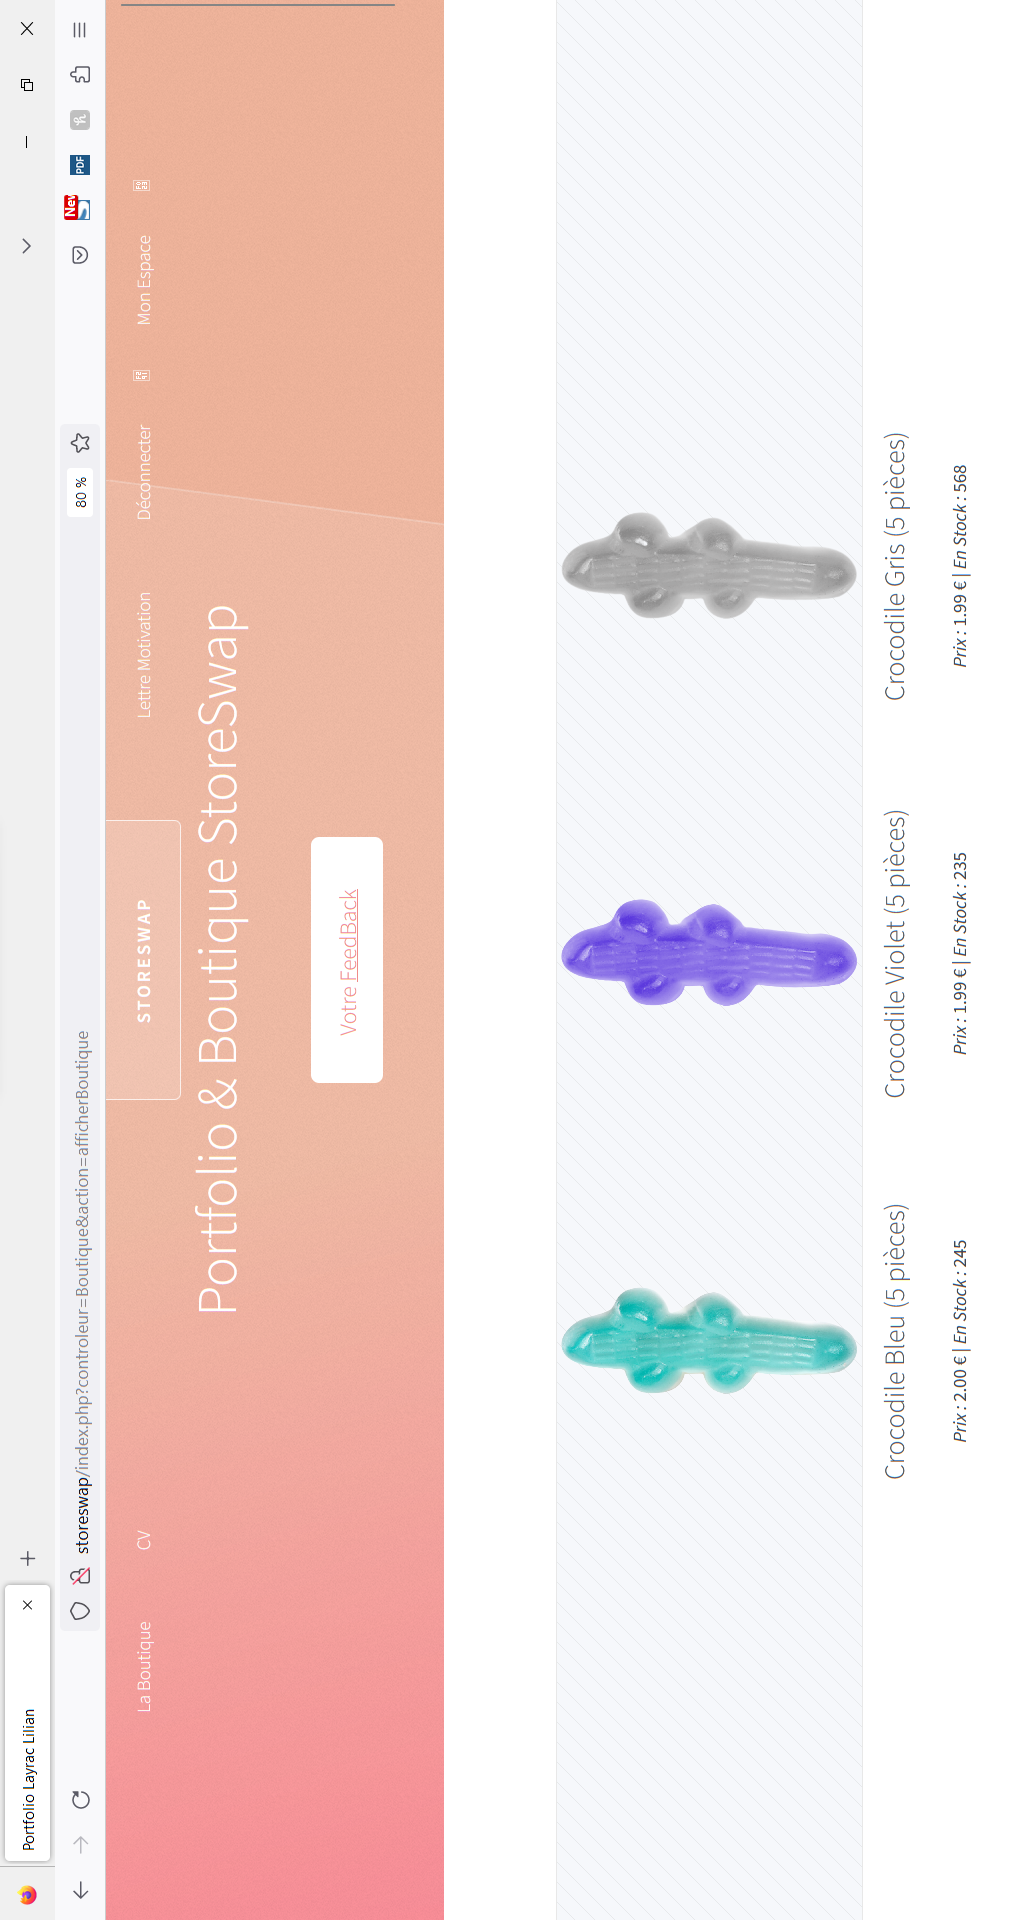 Portfolio Layrac Lilian
storeswap/index.php?controleur=Boutique&action=afficherBoutique
80 %
New
PDF
La Boutique
CV
STORESWAP
Lettre Motivation
Déconnecter
Mon Espace
Portfolio & Boutique StoreSwap
Votre FeedBack
Crocodile Bleu (5 pièces)
Prix : 2.00 € | En Stock : 245
Crocodile Violet (5 pièces)
Prix : 1.99 € | En Stock : 235
Crocodile Gris (5 pièces)
Prix : 1.99 € | En Stock : 568